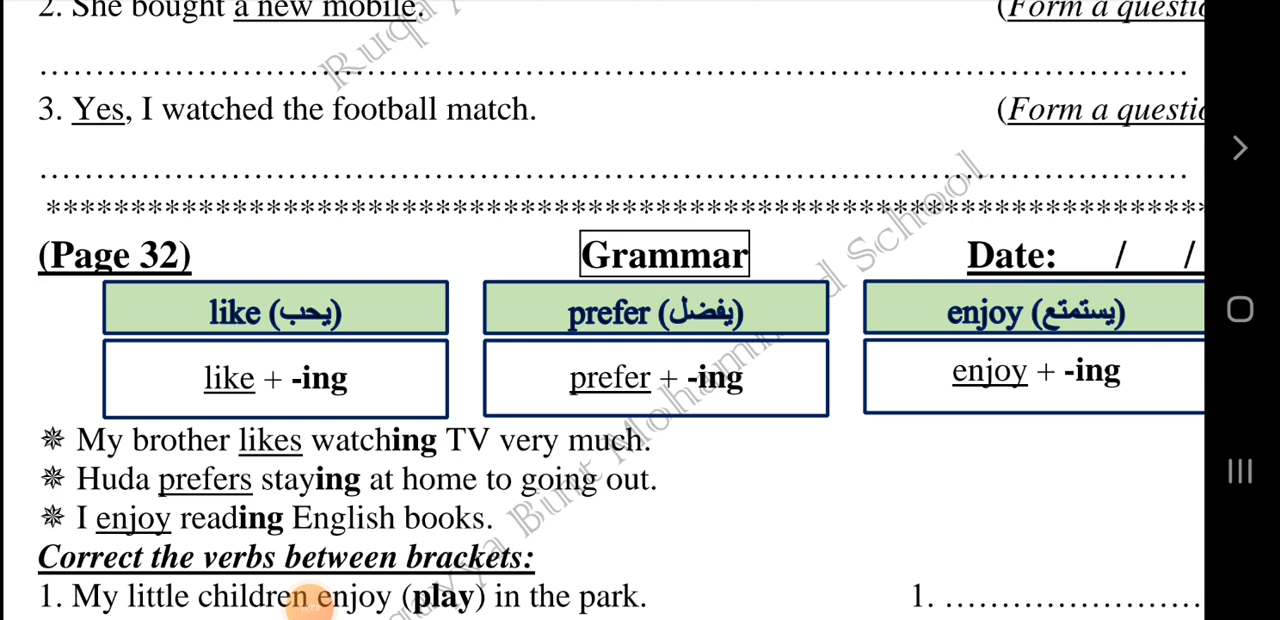 2. She bought a new mobile. (Form a questio
........................................................................................................
3. Yes, I watched the football match. (Form a questio
........................................................................................................
************************************************************************
(Page 32) Grammar Date: / /
like (يحب) prefer (يفضل) enjoy (يستمتع)
like + -ing prefer + -ing enjoy + -ing
❉ My brother likes watching TV very much.
❉ Huda prefers staying at home to going out.
❉ I enjoy reading English books.
Correct the verbs between brackets:
1. My little children enjoy (play) in the park. 1. .......................